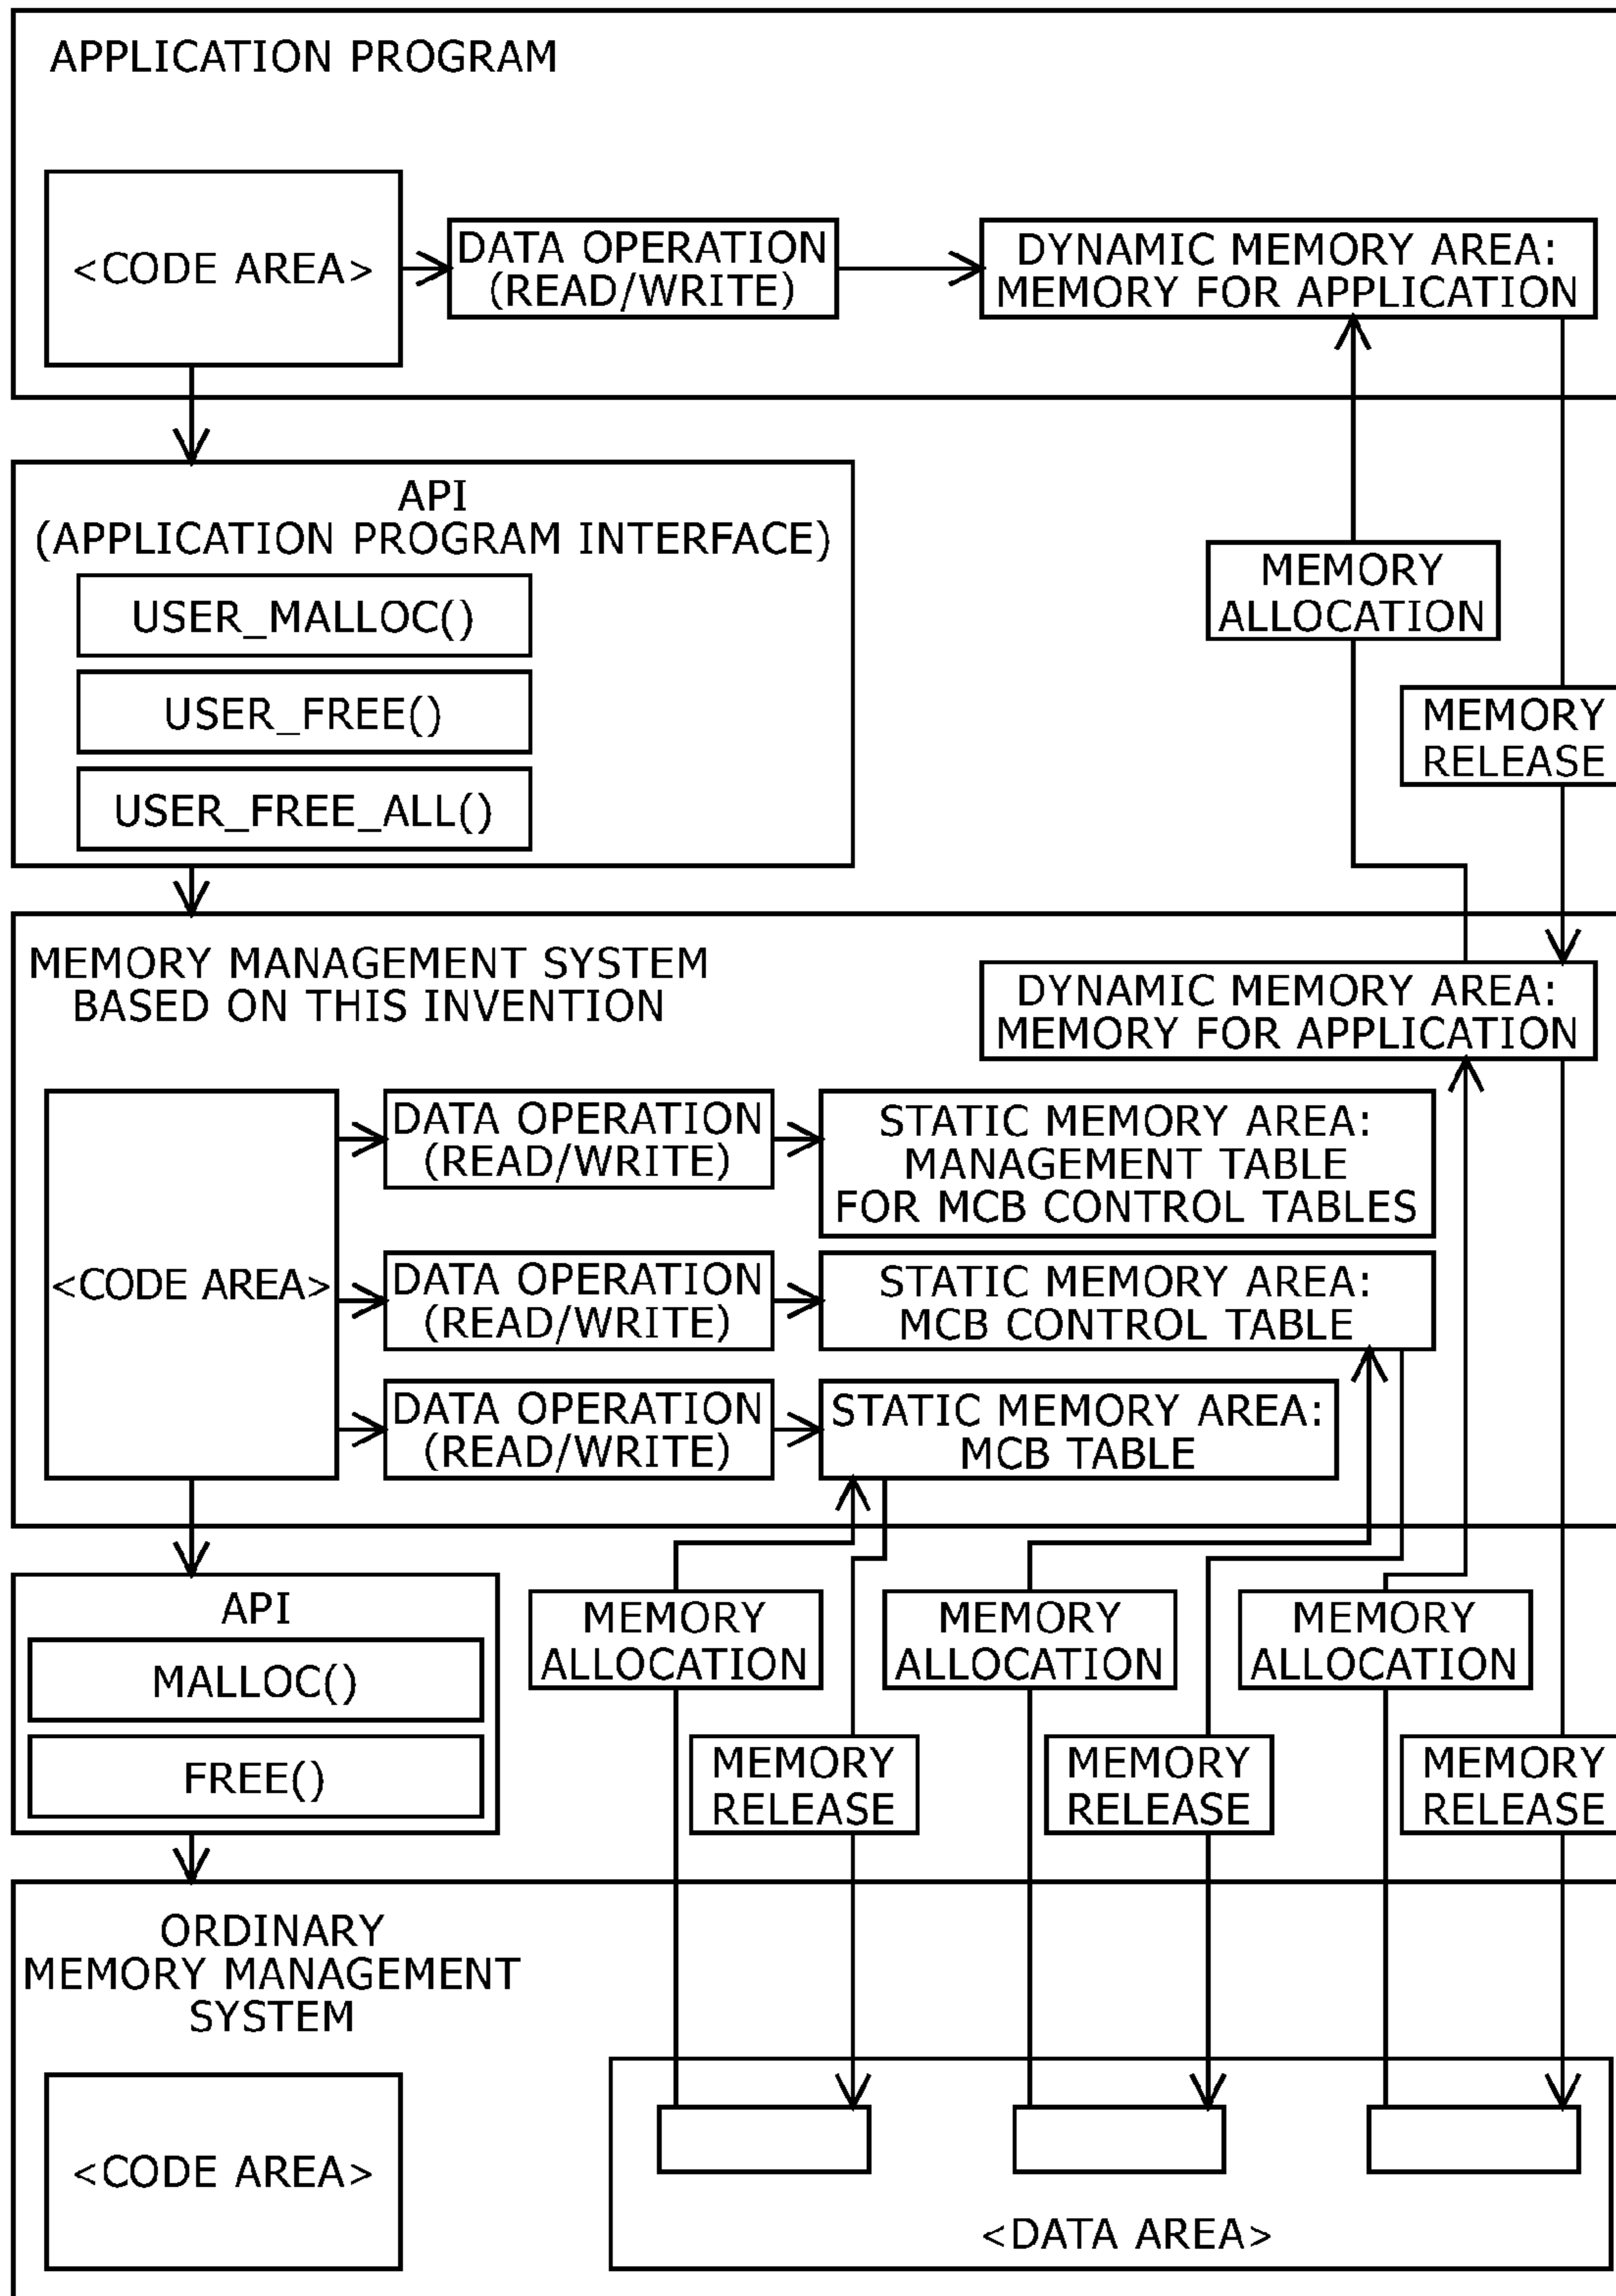 APPLICATION PROGRAM
<CODE AREA>
DATA OPERATION
(READ/WRITE)
DYNAMIC MEMORY AREA:
MEMORY FOR APPLICATION
API
(APPLICATION PROGRAM INTERFACE)
USER_MALLOC()
USER_FREE()
USER_FREE_ALL()
MEMORY
ALLOCATION
MEMORY
RELEASE
MEMORY MANAGEMENT SYSTEM
BASED ON THIS INVENTION
DYNAMIC MEMORY AREA:
MEMORY FOR APPLICATION
<CODE AREA>
DATA OPERATION
(READ/WRITE)
STATIC MEMORY AREA:
MANAGEMENT TABLE
FOR MCB CONTROL TABLES
DATA OPERATION
(READ/WRITE)
STATIC MEMORY AREA:
MCB CONTROL TABLE
DATA OPERATION
(READ/WRITE)
STATIC MEMORY AREA:
MCB TABLE
API
MALLOC()
FREE()
MEMORY
ALLOCATION
MEMORY
ALLOCATION
MEMORY
ALLOCATION
MEMORY
RELEASE
MEMORY
RELEASE
MEMORY
RELEASE
ORDINARY
MEMORY MANAGEMENT
SYSTEM
<CODE AREA>
<DATA AREA>